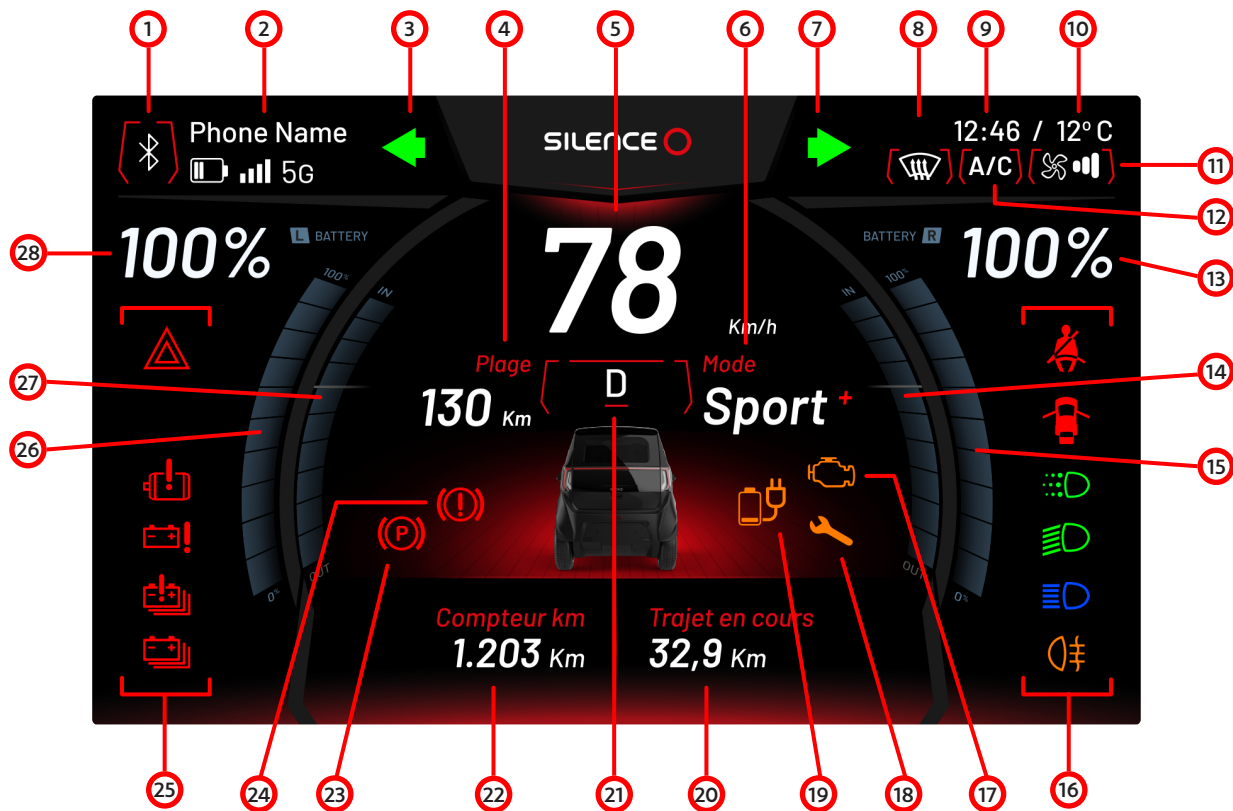 1 2 3 4 5 6 7 8 9 10
Phone Name
5G
SILENCE
12:46 / 12° C
A/C
11
12
28
100%
L BATTERY
78
Km/h
BATTERY R
100%
13
100%
IN
IN
100%
27
Plage
130 Km
D
Mode
Sport +
14
26
15
P
OUT
0%
OUT
0%
Compteur km
1.203 Km
Trajet en cours
32,9 Km
25 24 23 22 21 20 19 18 17 16